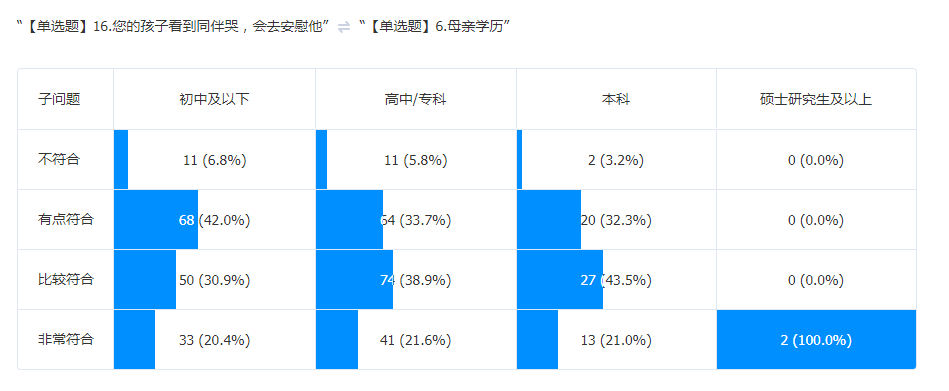 “【单选题】16.您的孩子看到同伴哭，会去安慰他” ⇌ “【单选题】6.母亲学历”
子问题 初中及以下 高中/专科 本科 硕士研究生及以上
不符合 11 (6.8%) 11 (5.8%) 2 (3.2%) 0 (0.0%)
有点符合 68 (42.0%) 64 (33.7%) 20 (32.3%) 0 (0.0%)
比较符合 50 (30.9%) 74 (38.9%) 27 (43.5%) 0 (0.0%)
非常符合 33 (20.4%) 41 (21.6%) 13 (21.0%) 2 (100.0%)